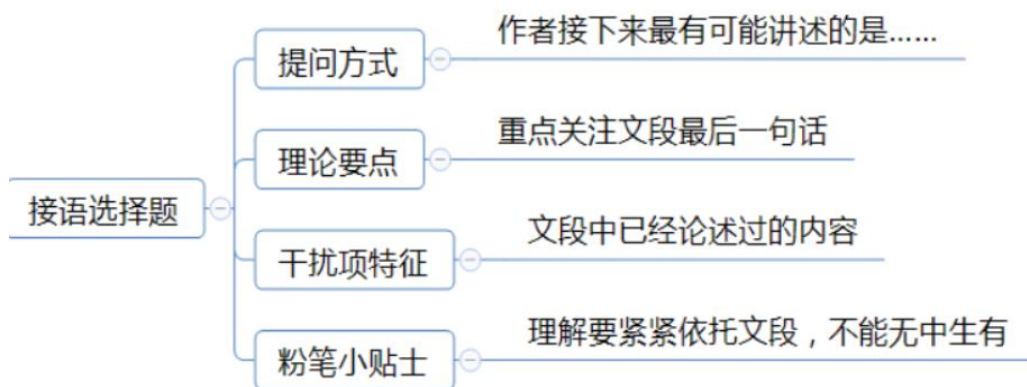 作者接下来最有可能讲述的是……
提问方式
重点关注文段最后一句话
理论要点
接语选择题
文段中已经论述过的内容
干扰项特征
理解要紧紧依托文段，不能无中生有
粉笔小贴士